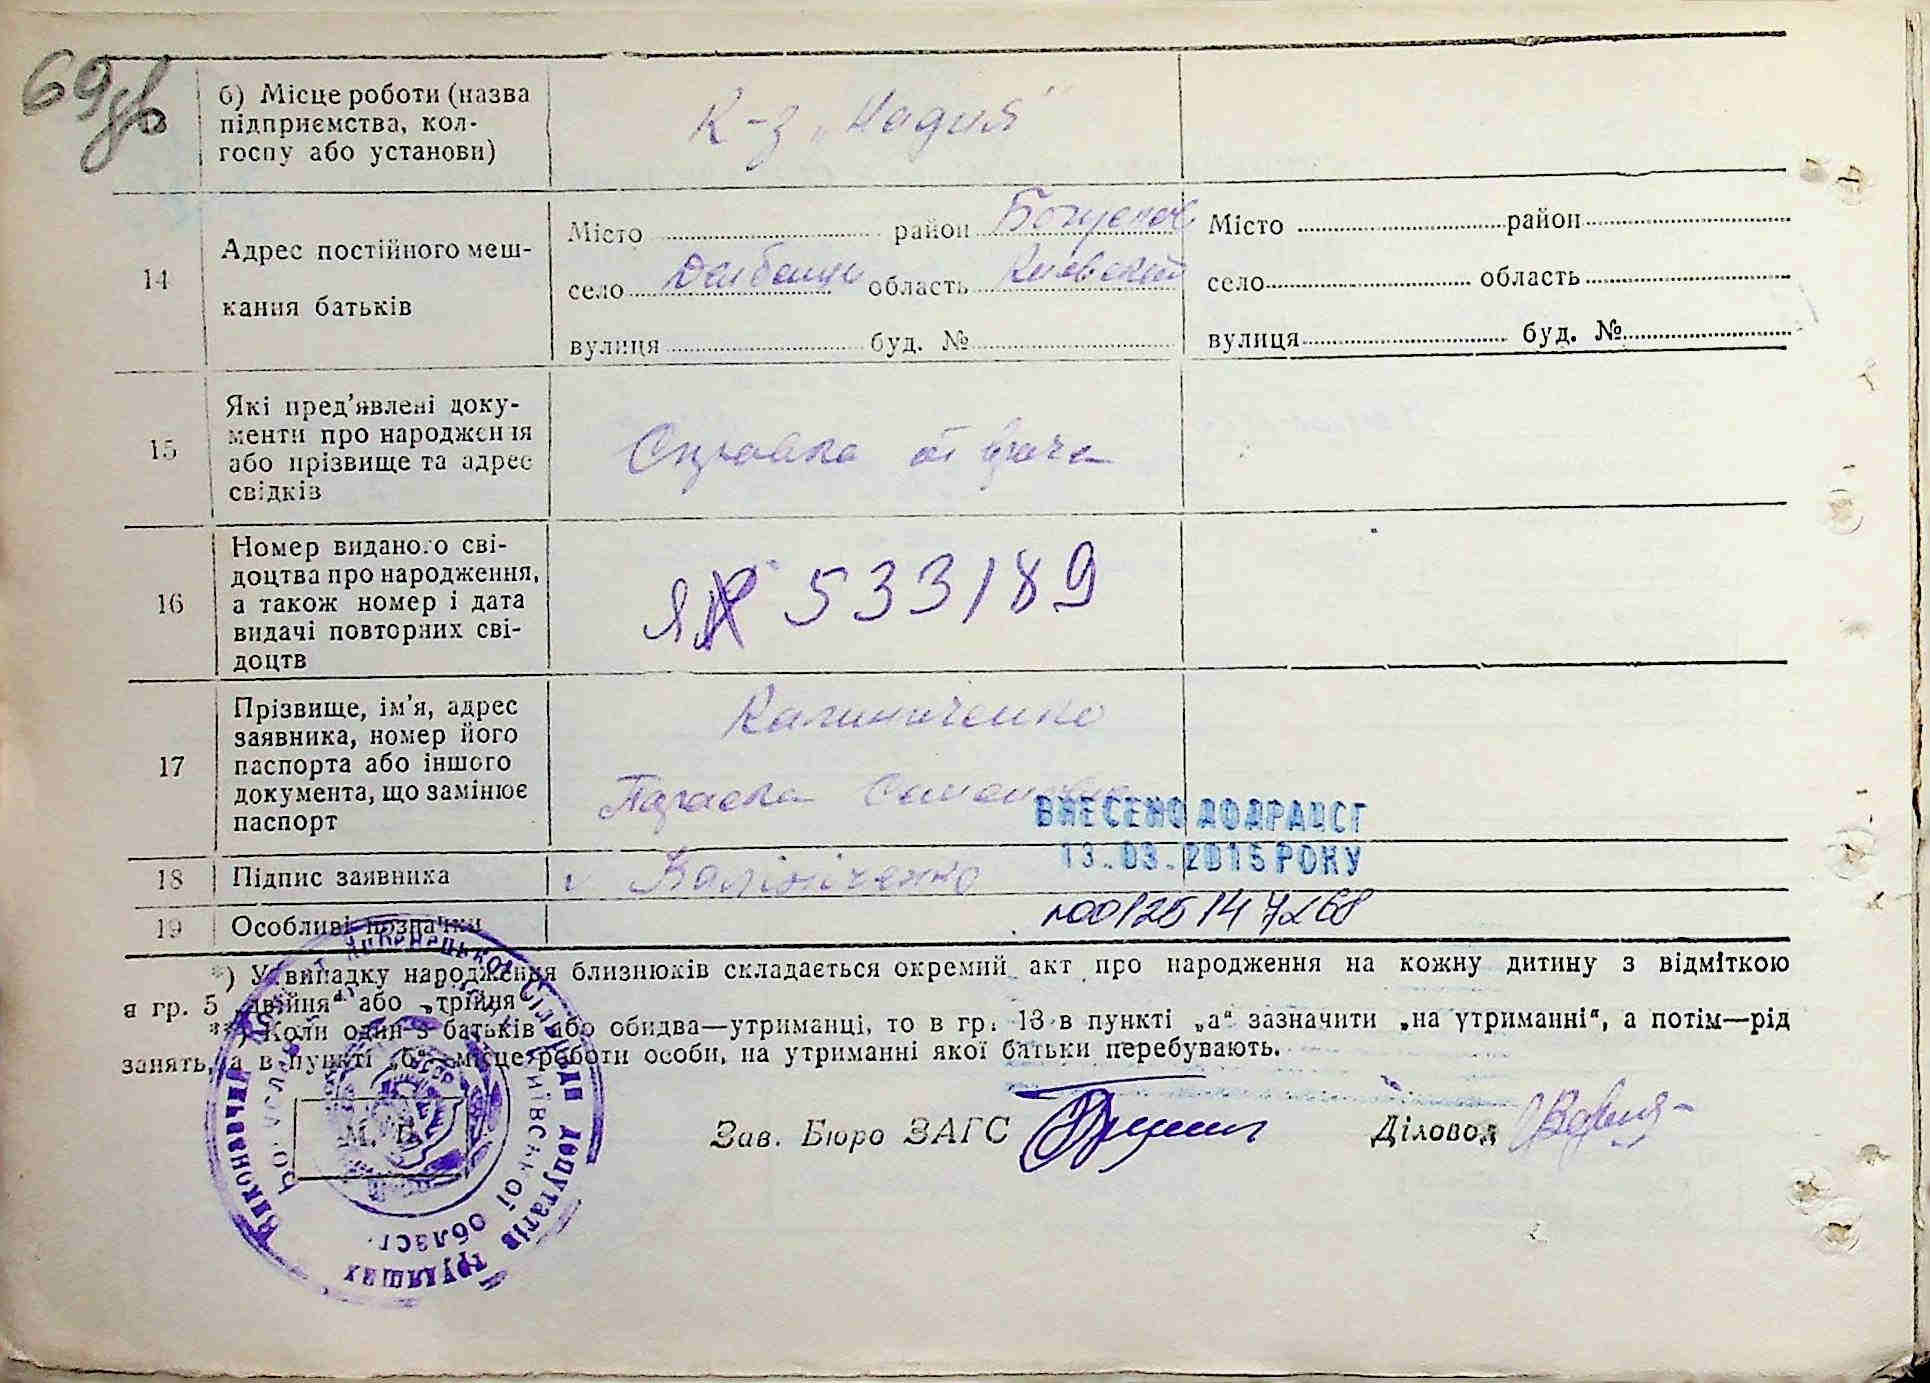 69
б) Місце роботи (назва
підприємства, кол-
госпу або установи)
К-з „Надия"
14
Адрес постійного меш-
кання батьків
Місто район Богуслав
село Дыбенцы область Киевская
вулиця буд. №
Місто район
село область
вулиця буд. №
15
Які пред'явлені доку-
менти про народження
або прізвище та адрес
свідків
Справка от врача
16
Номер виданого сві-
доцтва про народження,
а також номер і дата
видачі повторних сві-
доцтв
533189
17
Прізвище, ім'я, адрес
заявника, номер його
паспорта або іншого
документа, що замінює
паспорт
Калиниченко
Параска Семеновна
ВНЕСЕНО ДО ДРАЦСГ
13.03.2015 РОКУ
18
Підпис заявника
Калініченко
19
Особливі позначки
*) У випадку народження близнюків складається окремий акт про народження на кожну дитину з відміткою
в гр. 5 „двійня" або „трійня"
**) Коли один з батьків або обидва—утриманці, то в гр. 13 в пункті „а" зазначити „на утриманні", а потім—рід
занять, а в пункті „б"—місце роботи особи, на утриманні якої батьки перебувають.
М. П.
Зав. Бюро ЗАГС
Діловод